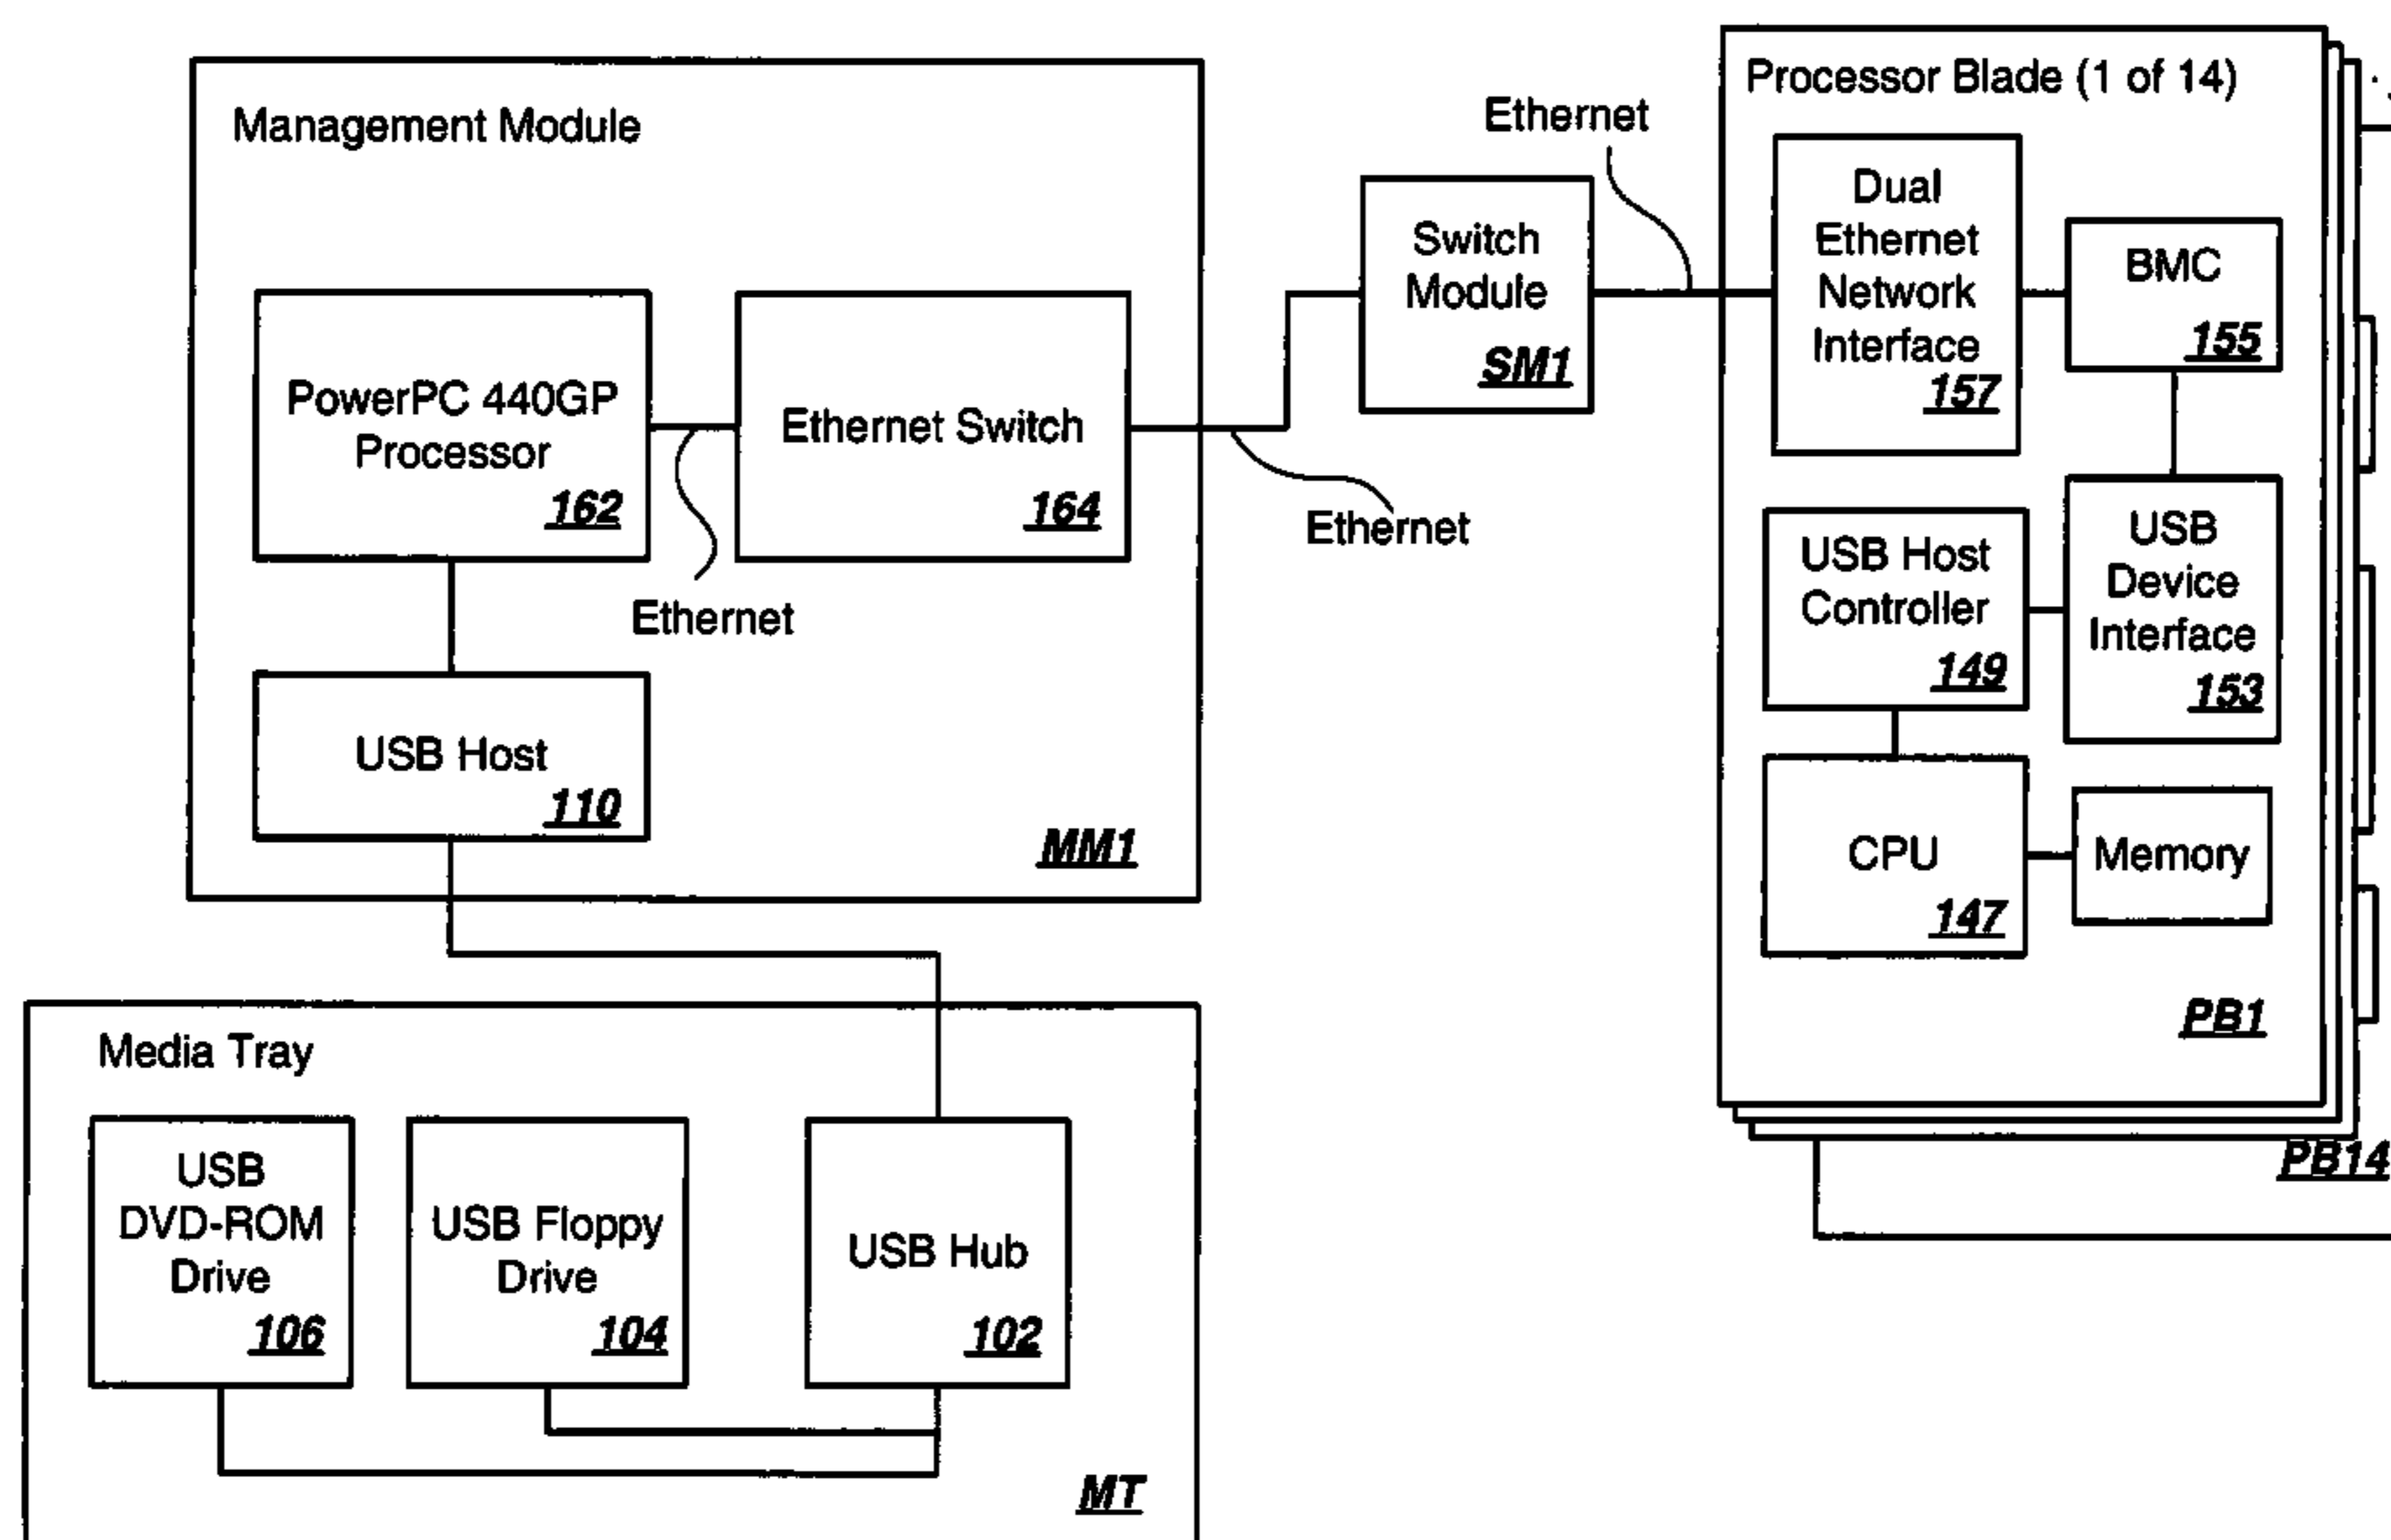 Management Module
PowerPC 440GP
Processor
162
Ethernet Switch
164
Ethernet
USB Host
110
MM1
Ethernet
Switch
Module
SM1
Ethernet
Processor Blade (1 of 14)
Dual
Ethernet
Network
Interface
157
BMC
155
USB Host
Controller
149
USB
Device
Interface
153
CPU
147
Memory
PB1
PB14
Media Tray
USB
DVD-ROM
Drive
106
USB Floppy
Drive
104
USB Hub
102
MT